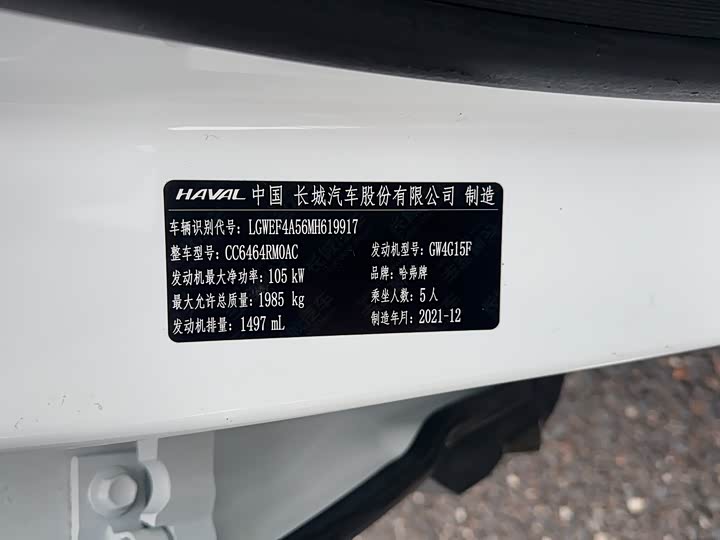 HAVAL 中国 长城汽车股份有限公司 制造
车辆识别代号: LGWEF4A56MH619917
整车型号: CC6464RM0AC 发动机型号: GW4G15F
发动机最大净功率: 105 kW 品牌: 哈弗牌
最大允许总质量: 1985 kg 乘坐人数: 5 人
发动机排量: 1497 mL 制造年月: 2021-12